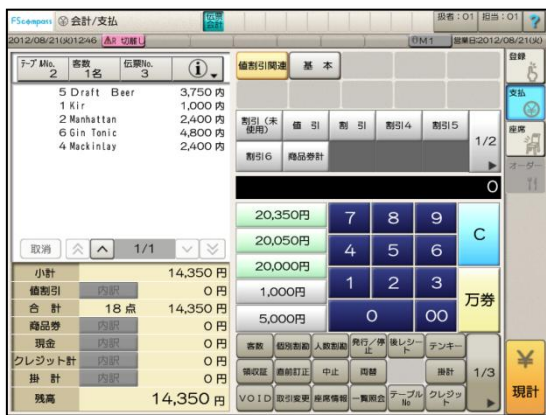 FScompass 会計/支払
伝票会計
扱者:01 担当:01 ?
2012/08/21(火)12:46 AR 切離し
DM1 営業日:2012/08/21(火)
テーブルNo. 2
客数 1名
伝票No. 3
5 Draft Beer 3,750 内
1 Kir 1,000 内
2 Manhattan 2,400 内
6 Gin Tonic 4,800 内
4 Mackinlay 2,400 内
取消 1/1
小計 14,350 円
値割引 内訳 0 円
合 計 18 点 14,350 円
商品券 内訳 0 円
現金 内訳 0 円
クレジット計 内訳 0 円
掛 計 内訳 0 円
残高 14,350 円
値割引関連 基 本
割引(未使用) 値 引 割 引 割引4 割引5 1/2
割引6 商品券計
0
20,350円 7 8 9 C
20,050円 4 5 6
20,000円
1,000円 1 2 3 万券
5,000円 0 00
客数 個別割勘 人数割勘 発行/停止 後レシート テンキー
領収証 直前訂正 中止 両替 掛計 1/3
VOID 取引変更 座席情報 一覧照会 テーブルNo クレジット
登録
支払
座席
オーダー
¥
現計